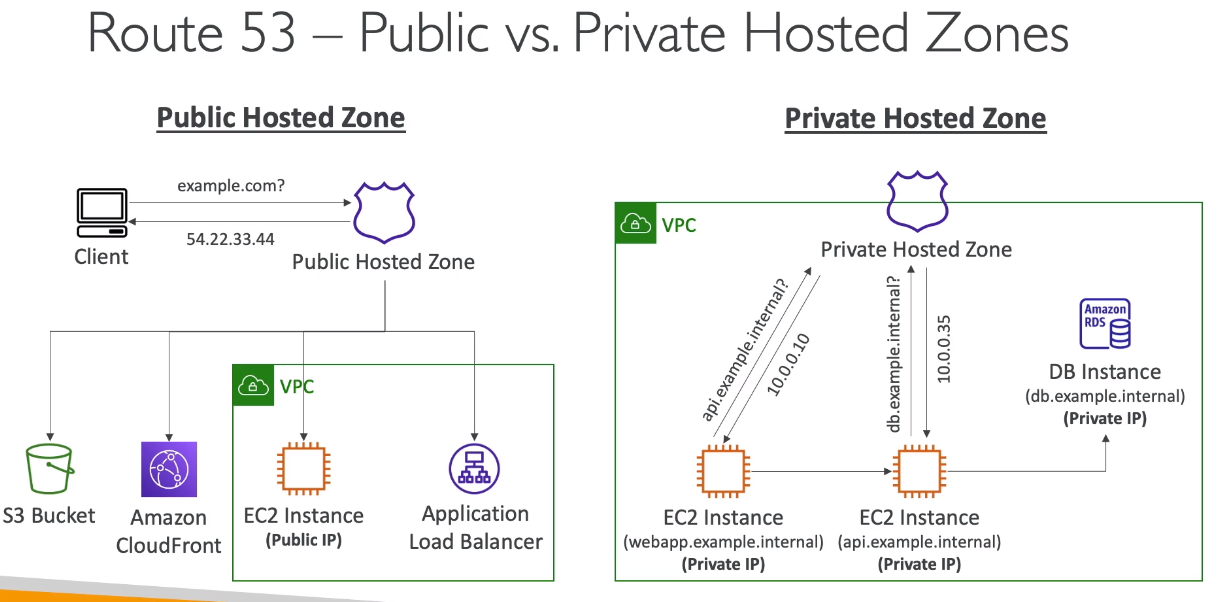 Route 53 – Public vs. Private Hosted Zones
Public Hosted Zone
example.com?
54.22.33.44
Client
Public Hosted Zone
VPC
S3 Bucket
Amazon
CloudFront
EC2 Instance
(Public IP)
Application
Load Balancer
Private Hosted Zone
VPC
Private Hosted Zone
api.example.internal?
10.0.0.10
db.example.internal?
10.0.0.35
Amazon
RDS
DB Instance
(db.example.internal)
(Private IP)
EC2 Instance
(webapp.example.internal)
(Private IP)
EC2 Instance
(api.example.internal)
(Private IP)